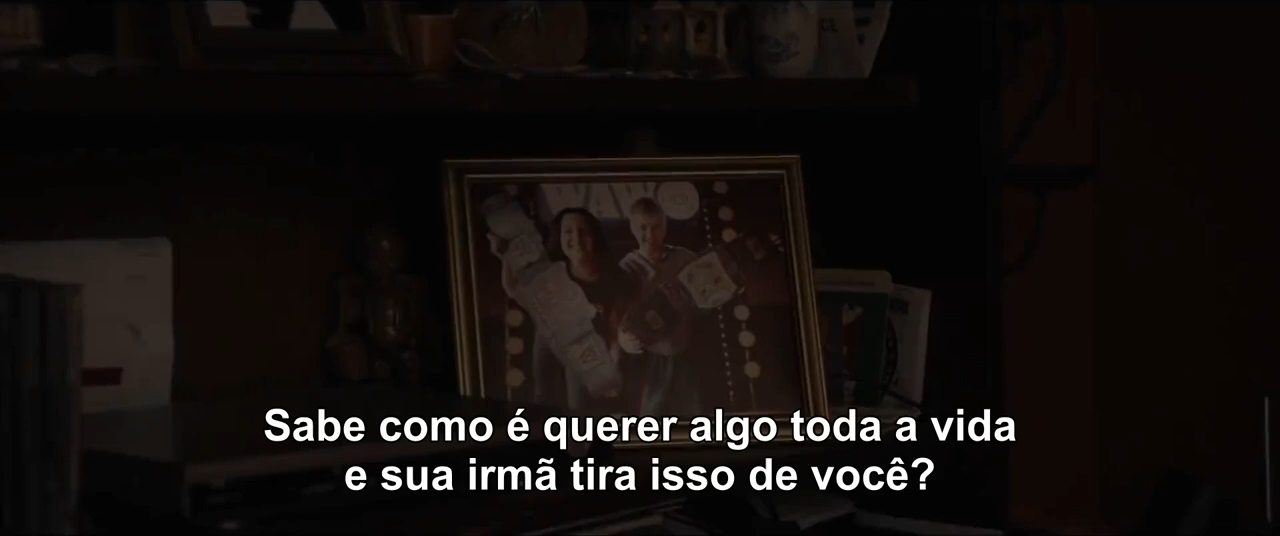 Sabe como é querer algo toda a vida
e sua irmã tira isso de você?